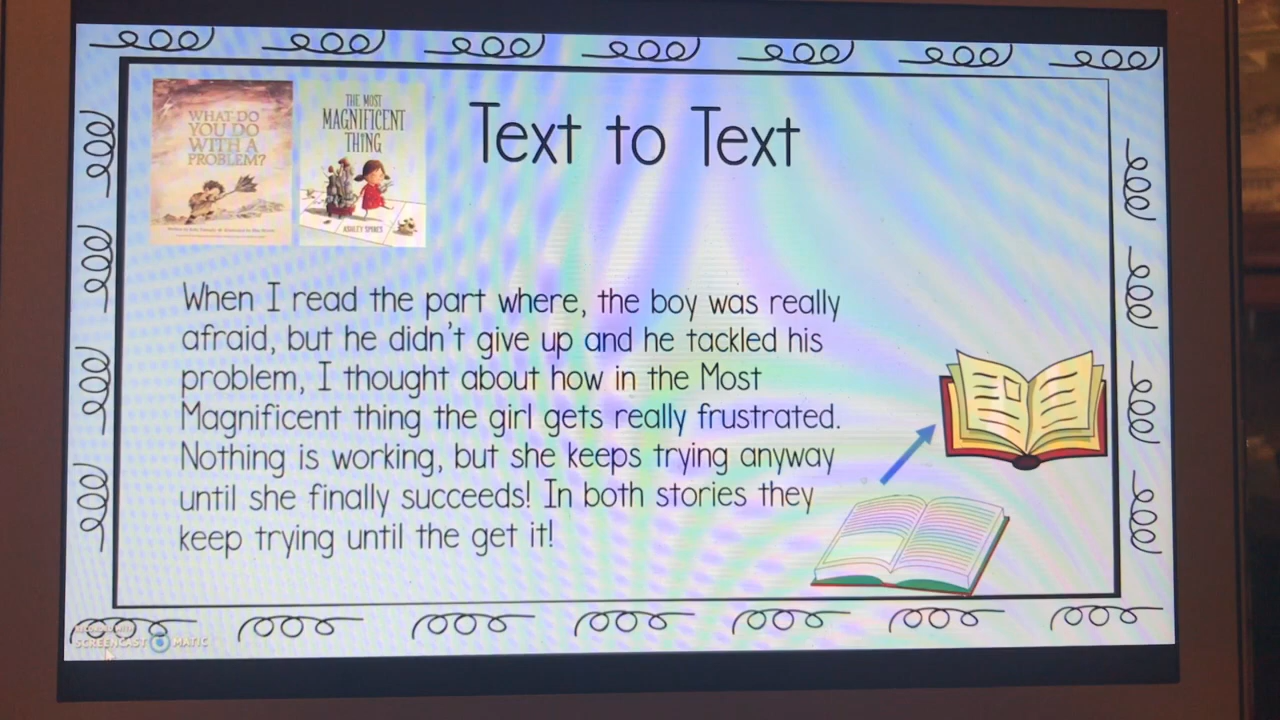 WHAT DO
YOU DO
WITH A
PROBLEM?
THE MOST
MAGNIFICENT
THING
ASHLEY SPIRES
Text to Text
When I read the part where, the boy was really
afraid, but he didn't give up and he tackled his
problem, I thought about how in the Most
Magnificent thing the girl gets really frustrated.
Nothing is working, but she keeps trying anyway
until she finally succeeds! In both stories they
keep trying until the get it!
SCREENCAST MATIC